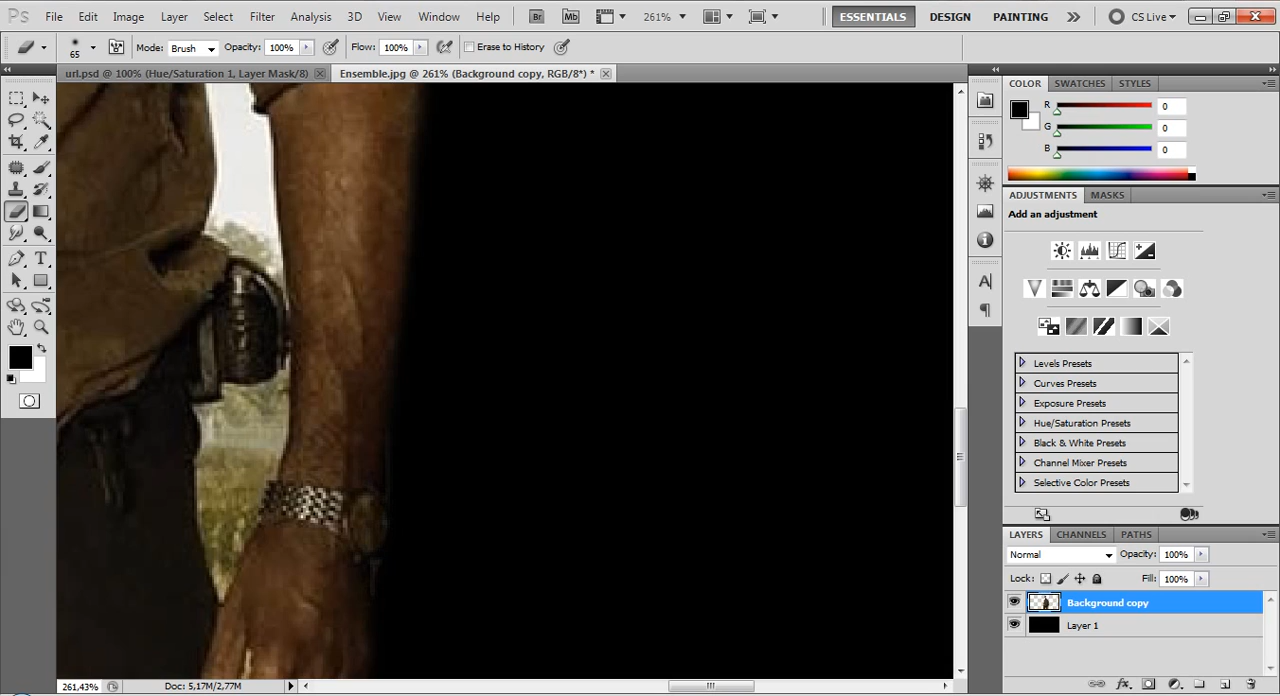 Ps File Edit Image Layer Select Filter Analysis 3D View Window Help Br Mb 261% ESSENTIALS DESIGN PAINTING CS Live
65 Mode: Brush Opacity: 100% Flow: 100% Erase to History
url.psd @ 100% (Hue/Saturation 1, Layer Mask/8) Ensemble.jpg @ 261% (Background copy, RGB/8*) *
COLOR SWATCHES STYLES
R 0
G 0
B 0
ADJUSTMENTS MASKS
Add an adjustment
Levels Presets
Curves Presets
Exposure Presets
Hue/Saturation Presets
Black & White Presets
Channel Mixer Presets
Selective Color Presets
LAYERS CHANNELS PATHS
Normal Opacity: 100%
Lock: Fill: 100%
Background copy
Layer 1
261,43% Doc: 5,17M/2,77M